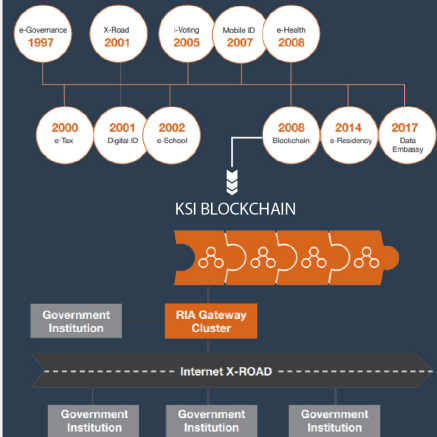 e-Governance
1997
X-Road
2001
i-Voting
2005
Mobile ID
2007
e-Health
2008
2000
e-Tax
2001
Digital ID
2002
e-School
2008
Blockchain
2014
e-Residency
2017
Data
Embassy
KSI BLOCKCHAIN
Government
Institution
RIA Gateway
Cluster
Internet X-ROAD
Government
Institution
Government
Institution
Government
Institution